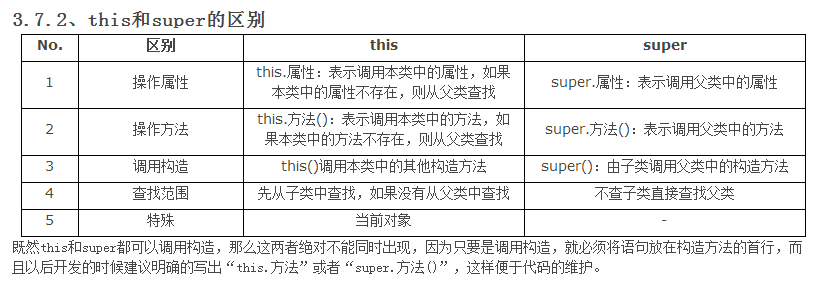 3.7.2、this和super的区别
No. 区别 this super
1 操作属性 this.属性：表示调用本类中的属性，如果 super.属性：表示调用父类中的属性
本类中的属性不存在，则从父类查找
2 操作方法 this.方法()：表示调用本类中的方法，如 super.方法()：表示调用父类中的方法
果本类中的方法不存在，则从父类查找
3 调用构造 this()调用本类中的其他构造方法 super()：由子类调用父类中的构造方法
4 查找范围 先从子类中查找，如果没有从父类中查找 不查子类直接查找父类
5 特殊 当前对象 -
既然this和super都可以调用构造，那么这两者绝对不能同时出现，因为只要是调用构造，就必须将语句放在构造方法的首行，而
且以后开发的时候建议明确的写出“this.方法”或者“super.方法()”，这样便于代码的维护。